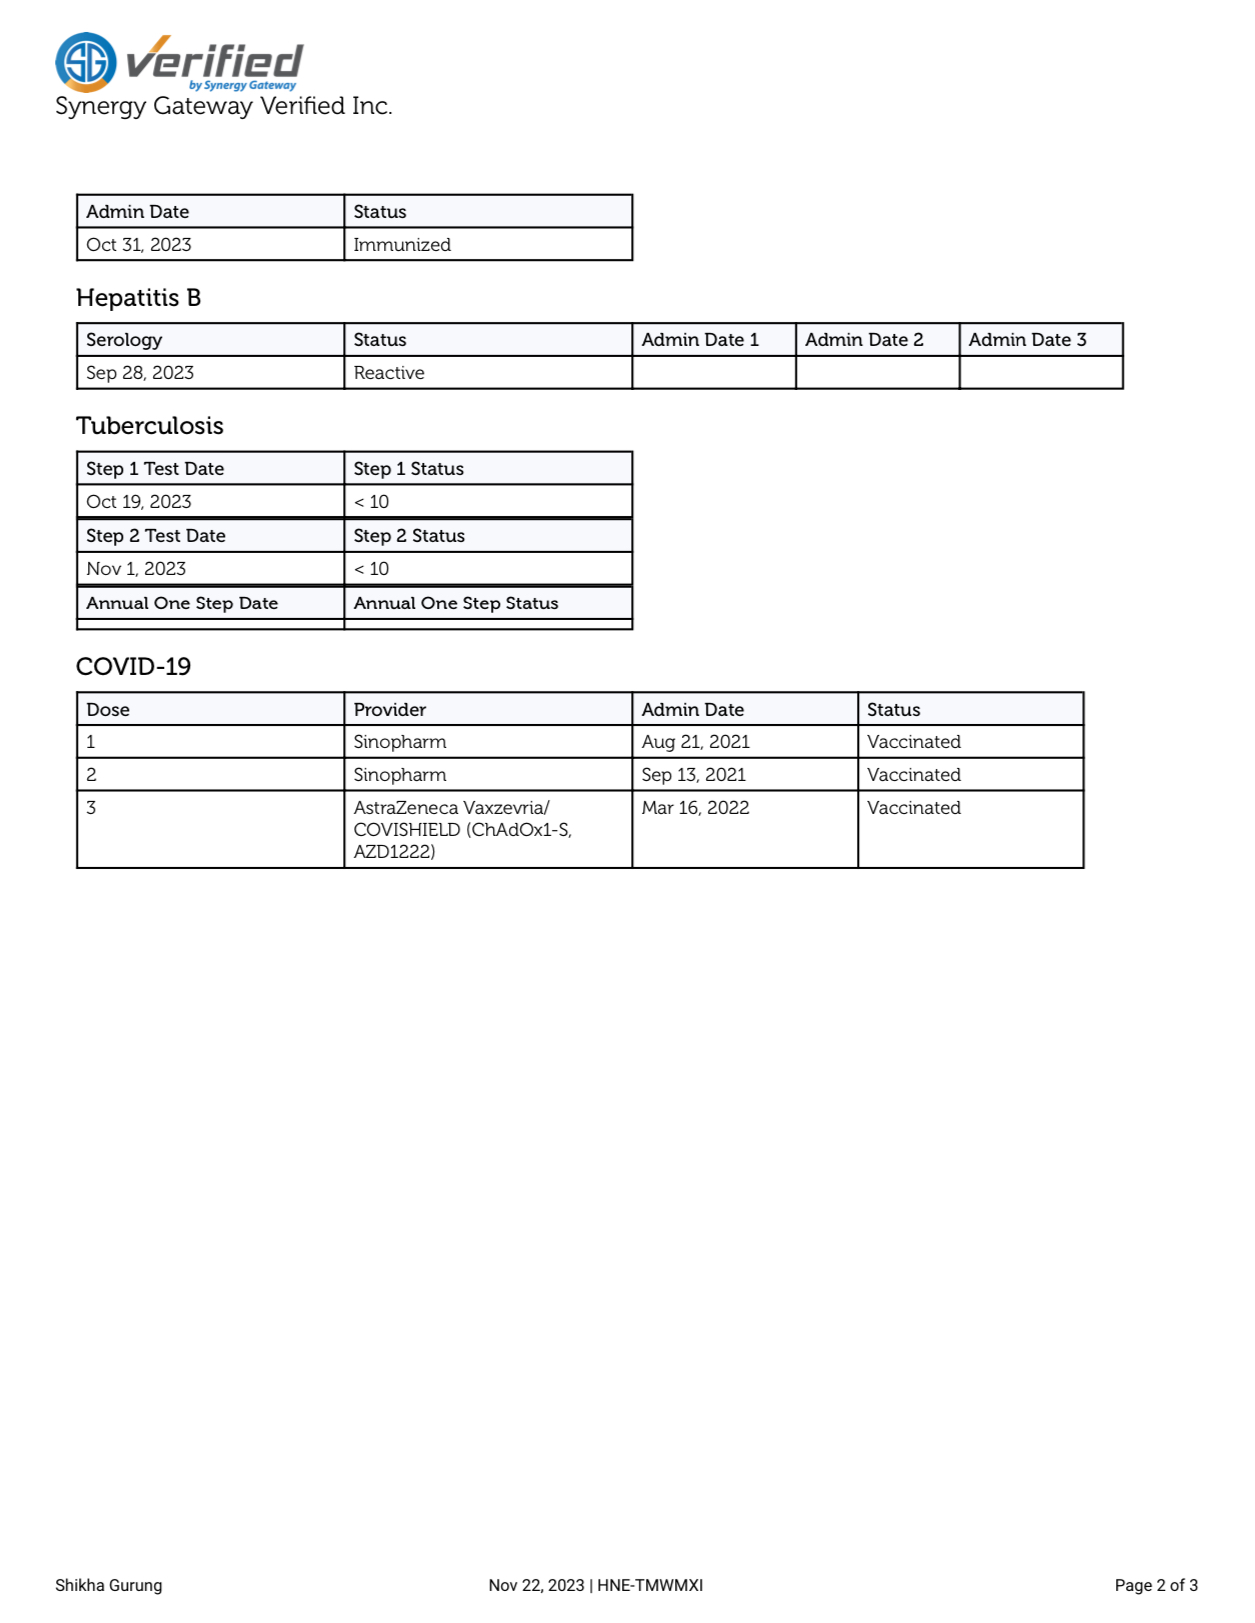 SG verified
by Synergy Gateway
Synergy Gateway Verified Inc.
Admin Date Status
Oct 31, 2023 Immunized
Hepatitis B
Serology Status Admin Date 1 Admin Date 2 Admin Date 3
Sep 28, 2023 Reactive
Tuberculosis
Step 1 Test Date Step 1 Status
Oct 19, 2023 < 10
Step 2 Test Date Step 2 Status
Nov 1, 2023 < 10
Annual One Step Date Annual One Step Status
COVID-19
Dose Provider Admin Date Status
1 Sinopharm Aug 21, 2021 Vaccinated
2 Sinopharm Sep 13, 2021 Vaccinated
3 AstraZeneca Vaxzevria/ Mar 16, 2022 Vaccinated
COVISHIELD (ChAdOx1-S,
AZD1222)
Shikha Gurung Nov 22, 2023 | HNE-TMWMXI Page 2 of 3